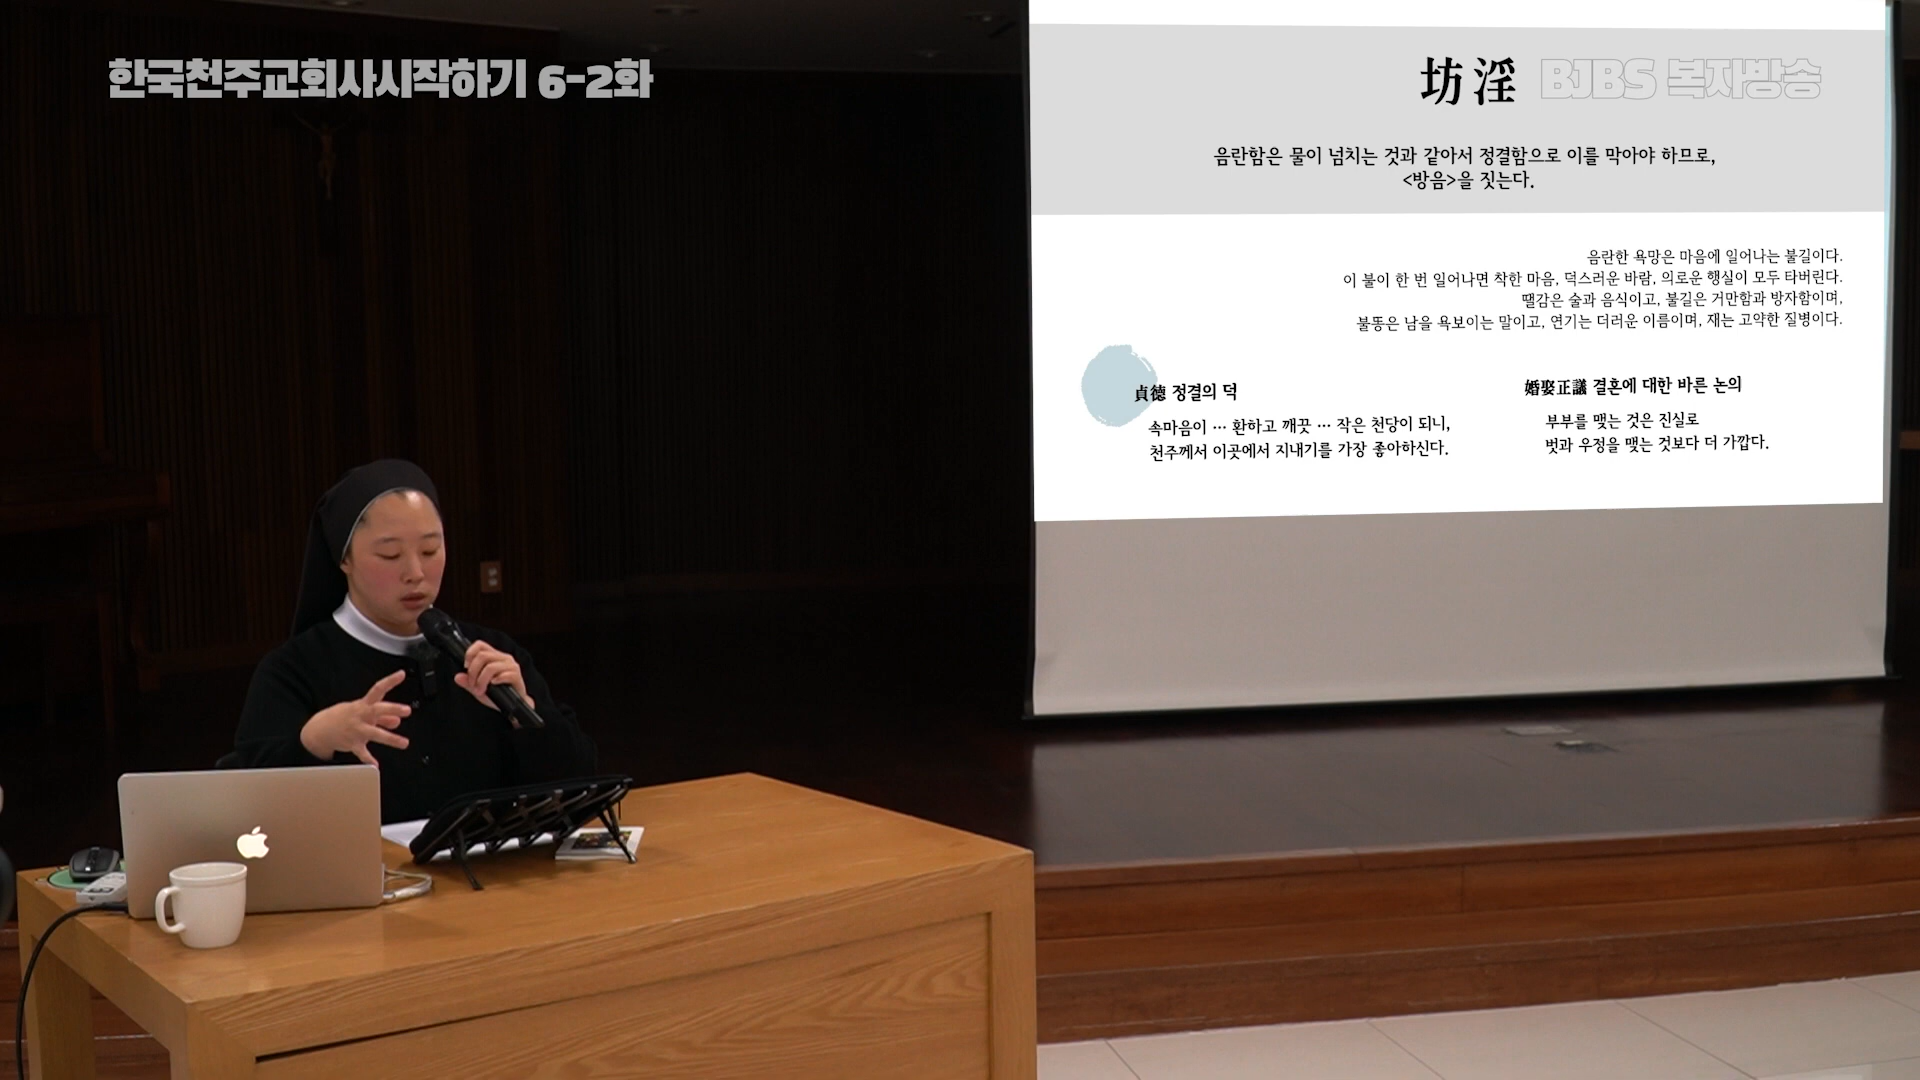 한국천주교회사시작하기 6-2화
坊淫
BJBS 복자방송
음란함은 물이 넘치는 것과 같아서 정결함으로 이를 막아야 하므로,
<방음>을 짓는다.
음란한 욕망은 마음에 일어나는 불길이다.
이 불이 한 번 일어나면 착한 마음, 덕스러운 바람, 의로운 행실이 모두 타버린다.
땔감은 술과 음식이고, 불길은 거만함과 방자함이며,
불똥은 남을 욕보이는 말이고, 연기는 더러운 이름이며, 재는 고약한 질병이다.
貞德 정결의 덕
속마음이 … 환하고 깨끗 … 작은 천당이 되니,
천주께서 이곳에서 지내기를 가장 좋아하신다.
婚娶正議 결혼에 대한 바른 논의
부부를 맺는 것은 진실로
벗과 우정을 맺는 것보다 더 가깝다.